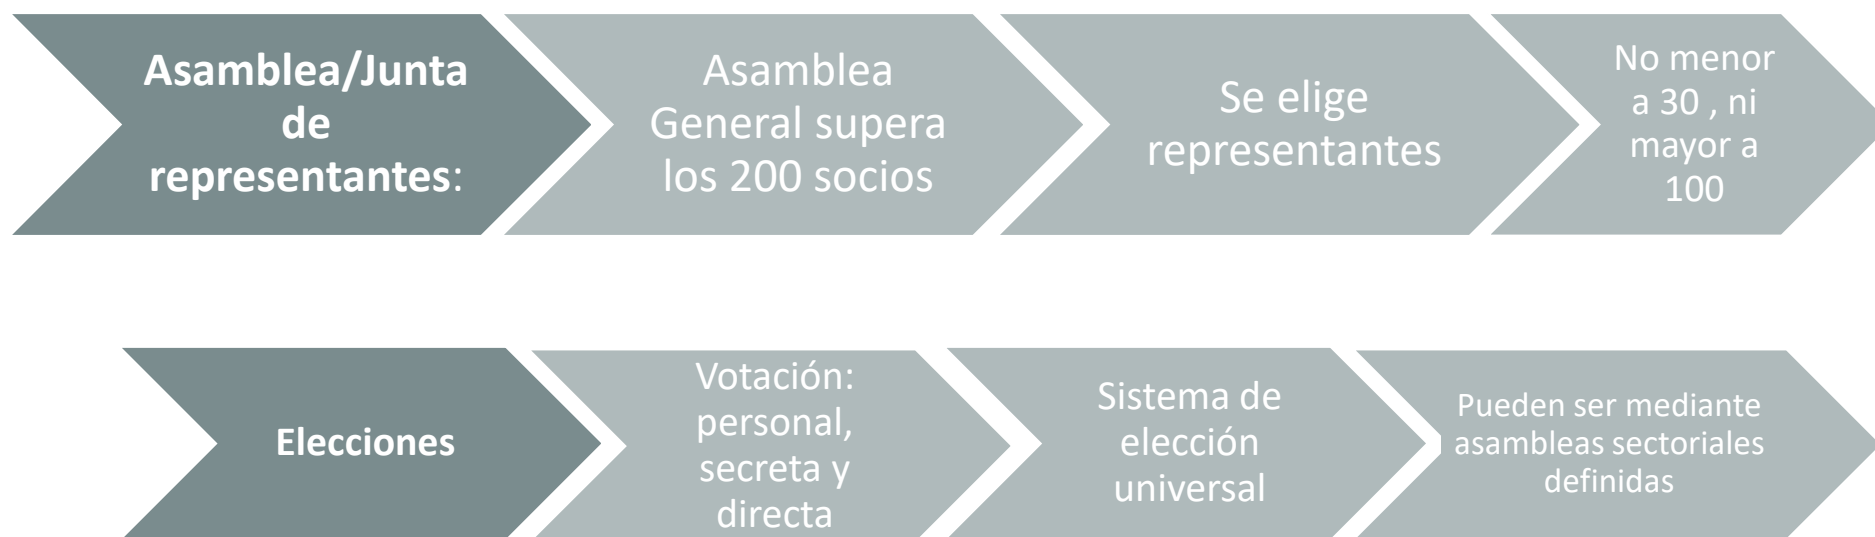 Asamblea/Junta
de
representantes:
Asamblea
General supera
los 200 socios
Se elige
representantes
No menor
a 30 , ni
mayor a
100
Elecciones
Votación:
personal,
secreta y
directa
Sistema de
elección
universal
Pueden ser mediante
asambleas sectoriales
definidas